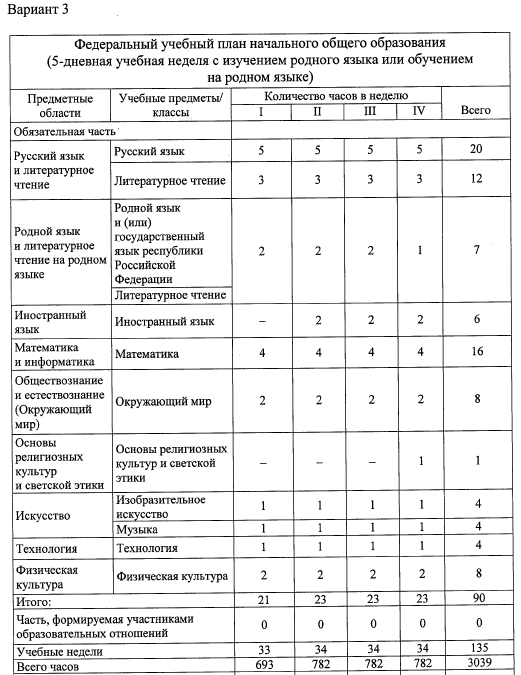 Вариант 3
Федеральный учебный план начального общего образования
(5-дневная учебная неделя с изучением родного языка или обучением
на родном языке)
Предметные области | Учебные предметы/ классы | Количество часов в неделю | Всего
I | II | III | IV
Обязательная часть
Русский язык и литературное чтение | Русский язык | 5 | 5 | 5 | 5 | 20
Литературное чтение | 3 | 3 | 3 | 3 | 12
Родной язык и литературное чтение на родном языке | Родной язык и (или) государственный язык республики Российской Федерации | 2 | 2 | 2 | 1 | 7
Литературное чтение
Иностранный язык | Иностранный язык | – | 2 | 2 | 2 | 6
Математика и информатика | Математика | 4 | 4 | 4 | 4 | 16
Обществознание и естествознание (Окружающий мир) | Окружающий мир | 2 | 2 | 2 | 2 | 8
Основы религиозных культур и светской этики | Основы религиозных культур и светской этики | – | – | – | 1 | 1
Искусство | Изобразительное искусство | 1 | 1 | 1 | 1 | 4
Музыка | 1 | 1 | 1 | 1 | 4
Технология | Технология | 1 | 1 | 1 | 1 | 4
Физическая культура | Физическая культура | 2 | 2 | 2 | 2 | 8
Итого: | 21 | 23 | 23 | 23 | 90
Часть, формируемая участниками образовательных отношений | 0 | 0 | 0 | 0 | 0
Учебные недели | 33 | 34 | 34 | 34 | 135
Всего часов | 693 | 782 | 782 | 782 | 3039